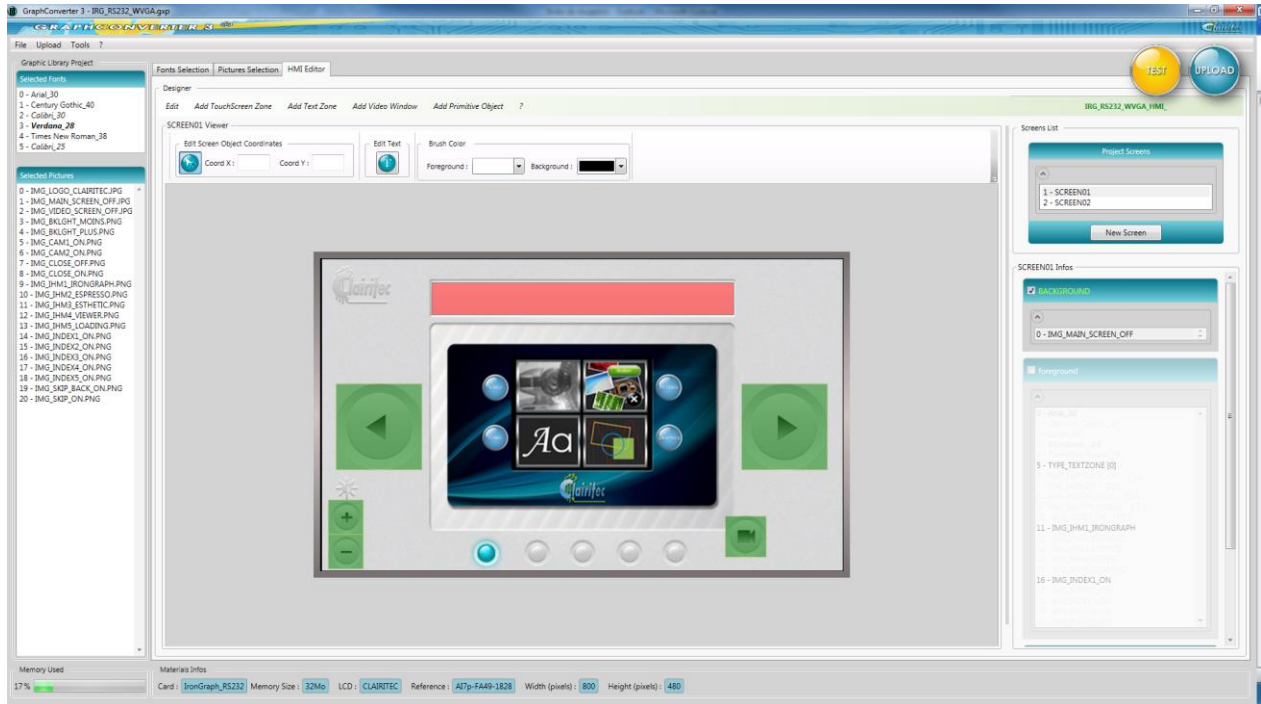 GraphConverter 3 - IRG_RS232_WVGA.gxp
GRAPHCONVERTER 3
Clairitec
File Upload Tools ?
TEST
UPLOAD
Graphic Library Project
Selected Fonts
0 - Arial_30
1 - Century Gothic_40
2 - Calibri_30
3 - Verdana_28
4 - Times New Roman_38
5 - Calibri_25
Selected Pictures
0 - IMG_LOGO_CLAIRITEC.JPG
1 - IMG_MAIN_SCREEN_OFF.JPG
2 - IMG_VIDEO_SCREEN_OFF.JPG
3 - IMG_BKLGHT_MOINS.PNG
4 - IMG_BKLGHT_PLUS.PNG
5 - IMG_CAM1_ON.PNG
6 - IMG_CAM2_ON.PNG
7 - IMG_CLOSE_OFF.PNG
8 - IMG_CLOSE_ON.PNG
9 - IMG_IHM1_IRONGRAPH.PNG
10 - IMG_IHM2_ESPRESSO.PNG
11 - IMG_IHM3_ESTHETIC.PNG
12 - IMG_IHM4_VIEWER.PNG
13 - IMG_IHM5_LOADING.PNG
14 - IMG_INDEX1_ON.PNG
15 - IMG_INDEX2_ON.PNG
16 - IMG_INDEX3_ON.PNG
17 - IMG_INDEX4_ON.PNG
18 - IMG_INDEX5_ON.PNG
19 - IMG_SKIP_BACK_ON.PNG
20 - IMG_SKIP_ON.PNG
Memory Used
17 %
Fonts Selection Pictures Selection HMI Editor
Designer
Edit Add TouchScreen Zone Add Text Zone Add Video Window Add Primitive Object ?
IRG_RS232_WVGA_HMI_
SCREEN01 Viewer
Edit Screen Object Coordinates
Coord X : Coord Y :
Edit Text
Brush Color
Foreground : Background :
Clairitec
Aa
Clairitec
Screens List
Project Screens
1 - SCREEN01
2 - SCREEN02
New Screen
SCREEN01 Infos
BACKGROUND
0 - IMG_MAIN_SCREEN_OFF
foreground
5 - TYPE_TEXTZONE [0]
11 - IMG_IHM1_IRONGRAPH
16 - IMG_INDEX1_ON
Materials Infos
Card : IronGraph_RS232 Memory Size : 32Mo LCD : CLAIRITEC Reference : AI7p-FA49-1828 Width (pixels) : 800 Height (pixels) : 480